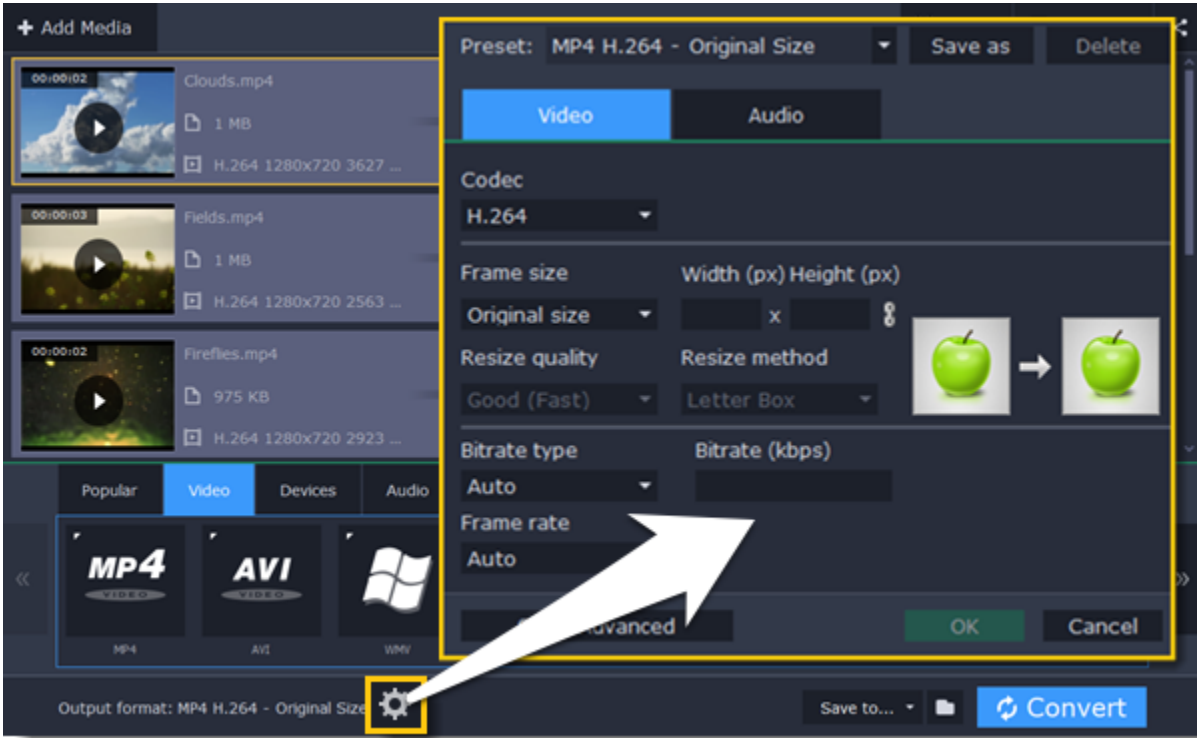 Add Media
00:00:02
Clouds.mp4
1 MB
H.264 1280x720 3627 ...
00:00:03
Fields.mp4
1 MB
H.264 1280x720 2563 ...
00:00:02
Fireflies.mp4
975 KB
H.264 1280x720 2923 ...
Preset: MP4 H.264 - Original Size
Save as
Delete
Video
Audio
Codec
H.264
Frame size
Width (px) Height (px)
Original size
x
Resize quality
Resize method
Good (Fast)
Letter Box
Bitrate type
Bitrate (kbps)
Auto
Frame rate
Auto
OK
Cancel
Popular
Video
Devices
Audio
MP4
VIDEO
AVI
VIDEO
MP4
AVI
WMV
Output format: MP4 H.264 - Original Size
Save to...
Convert